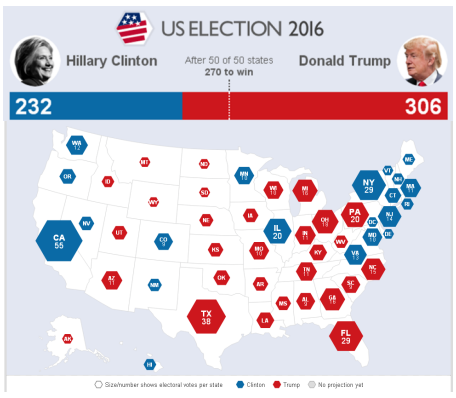 US ELECTION 2016
Hillary Clinton
After 50 of 50 states
270 to win
Donald Trump
232
306
WA
12
MT
ND
MN
10
ME
VT
NH
OR
ID
SD
WI
10
MI
16
NY
29
MA
11
CT
RI
WY
NV
UT
CO
9
NE
IA
IL
20
IN
11
OH
18
PA
20
NJ
14
DC
DE
MD
10
CA
55
KS
MO
10
KY
WV
VA
13
AZ
11
NM
OK
AR
TN
11
NC
15
SC
9
TX
38
LA
MS
AL
9
GA
16
FL
29
AK
HI
Size/number shows electoral votes per state
Clinton
Trump
No projection yet